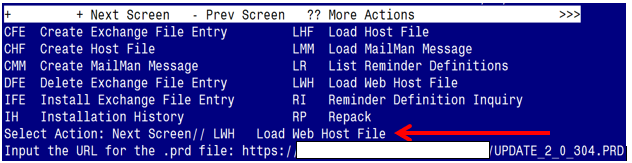 + + Next Screen - Prev Screen ?? More Actions >>>
CFE Create Exchange File Entry LHF Load Host File
CHF Create Host File LMM Load MailMan Message
CMM Create MailMan Message LR List Reminder Definitions
DFE Delete Exchange File Entry LWH Load Web Host File
IFE Install Exchange File Entry RI Reminder Definition Inquiry
IH Installation History RP Repack
Select Action: Next Screen// LWH Load Web Host File
Input the URL for the .prd file: https:/ /UPDATE_2_0_304.PRD